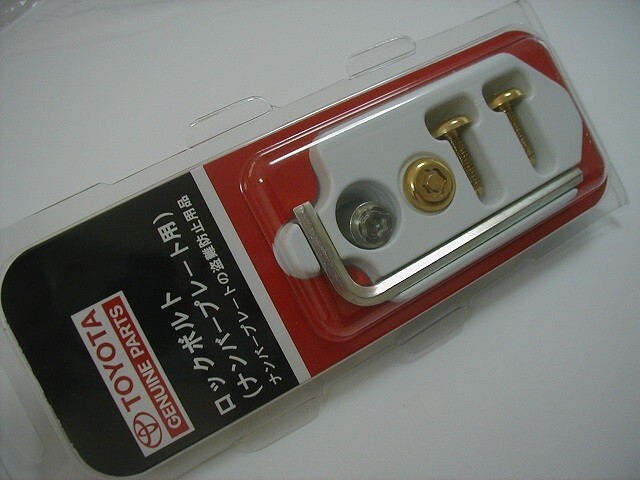 ロックボルト
(ナンバープレート用)
ナンバープレートの盗難防止用品
TOYOTA
GENUINE PARTS